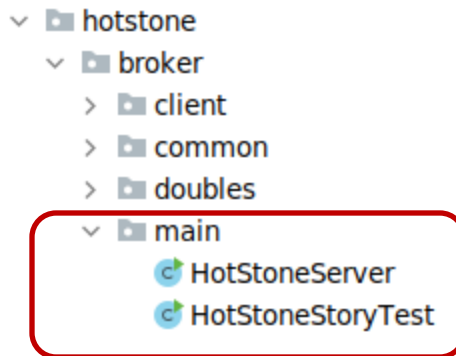 hotstone
broker
client
common
doubles
main
HotStoneServer
HotStoneStoryTest